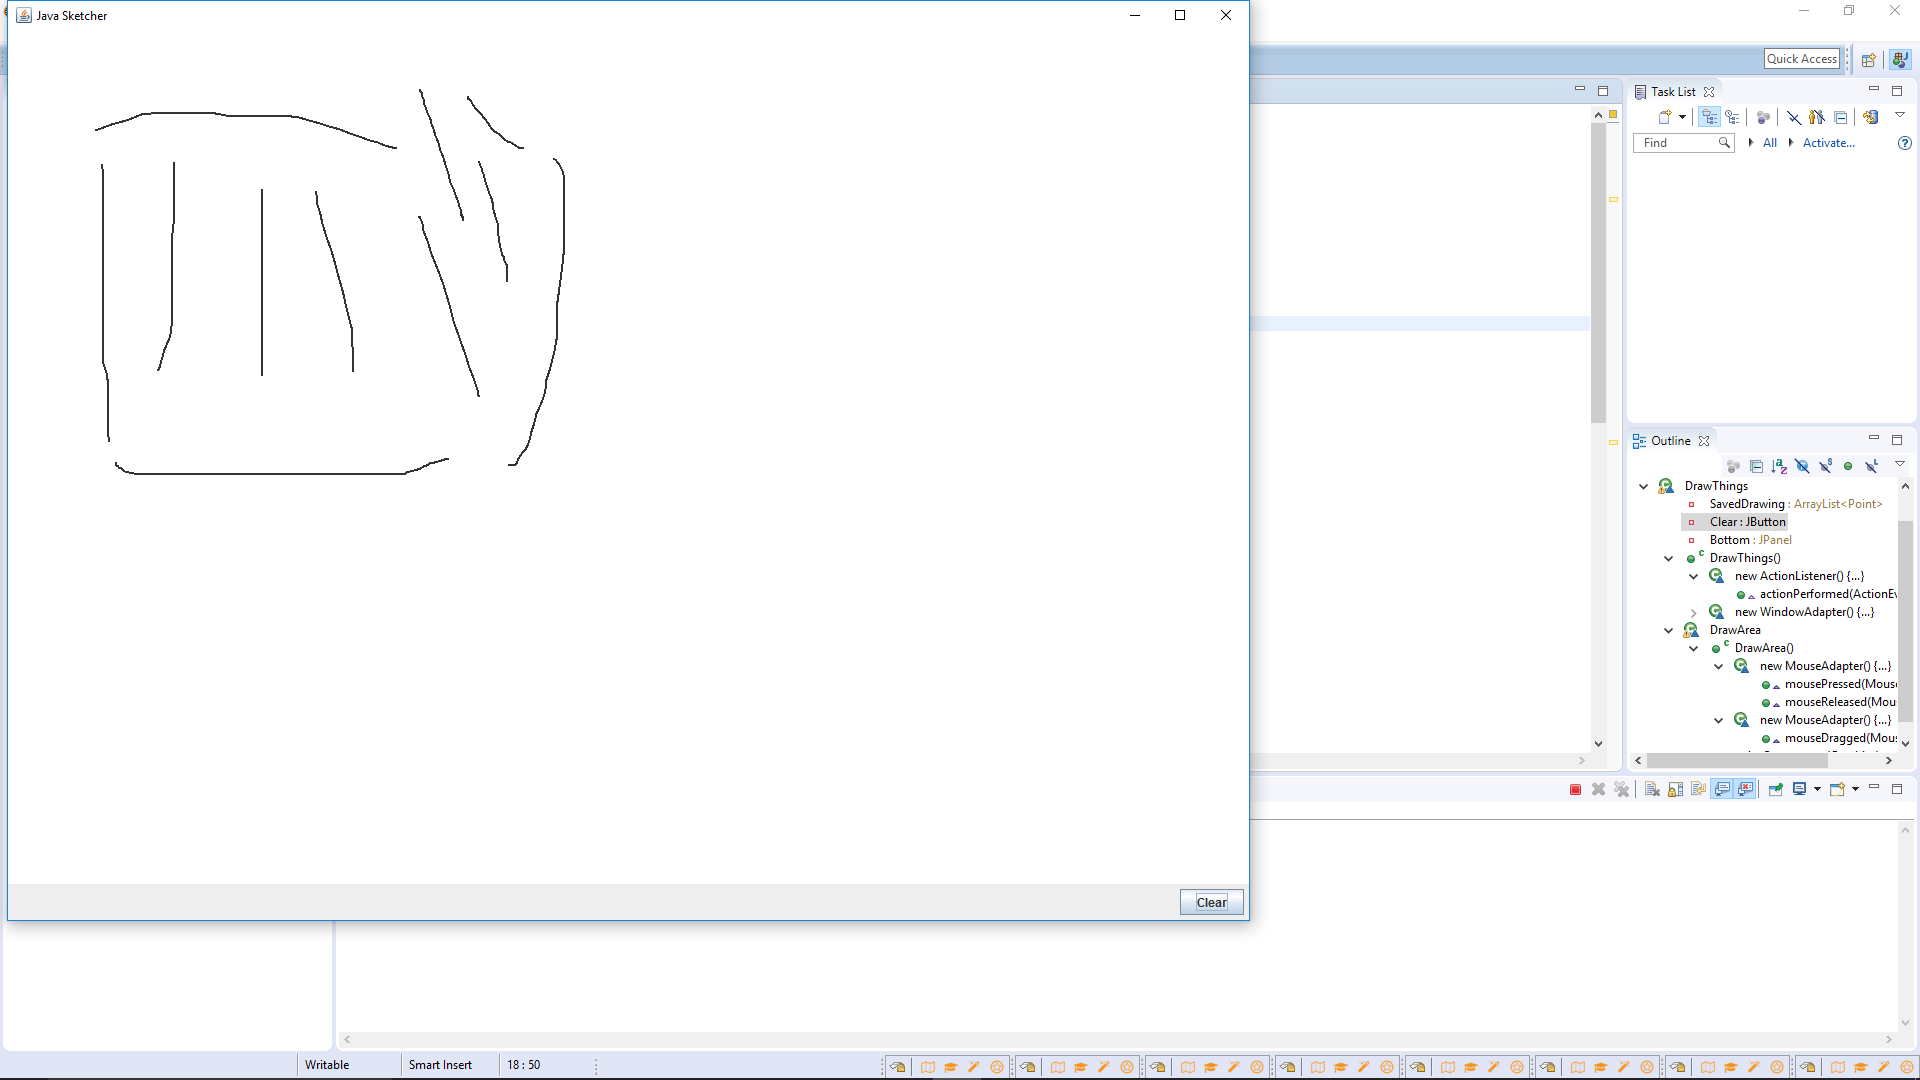 Java Sketcher
Quick Access
Task List
Find
All
Activate...
Outline
DrawThings
SavedDrawing : ArrayList<Point>
Clear : JButton
Bottom : JPanel
DrawThings()
new ActionListener() {...}
actionPerformed(ActionEv
new WindowAdapter() {...}
DrawArea
DrawArea()
new MouseAdapter() {...}
mousePressed(Mouse
mouseReleased(Mou
new MouseAdapter() {...}
mouseDragged(Mous
Clear
Writable
Smart Insert
18 : 50